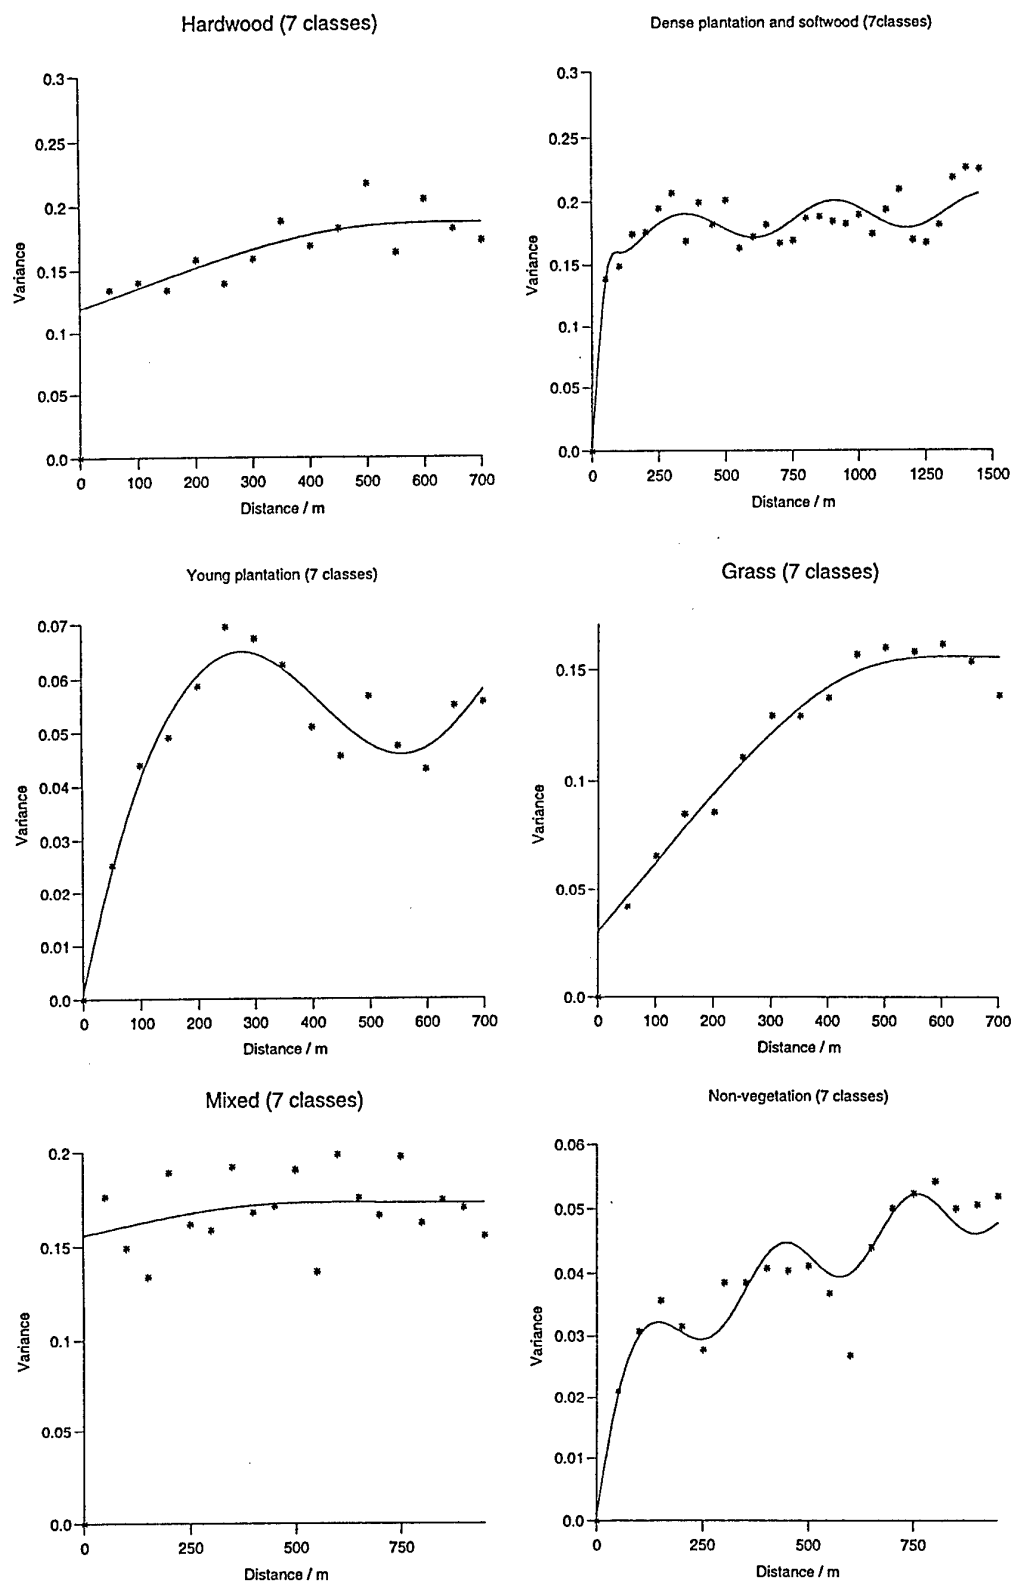 Hardwood (7 classes)
0.3
0.25
0.2
0.15
0.1
0.05
0.0
Variance
0 100 200 300 400 500 600 700
Distance / m
Dense plantation and softwood (7classes)
0.3
0.25
0.2
0.15
0.1
0.05
0.0
Variance
0 250 500 750 1000 1250 1500
Distance / m
Young plantation (7 classes)
0.07
0.06
0.05
0.04
0.03
0.02
0.01
0.0
Variance
0 100 200 300 400 500 600 700
Distance / m
Grass (7 classes)
0.15
0.1
0.05
0.0
Variance
0 100 200 300 400 500 600 700
Distance / m
Mixed (7 classes)
0.2
0.15
0.1
0.05
0.0
Variance
0 250 500 750
Distance / m
Non-vegetation (7 classes)
0.06
0.05
0.04
0.03
0.02
0.01
0.0
Variance
0 250 500 750
Distance / m